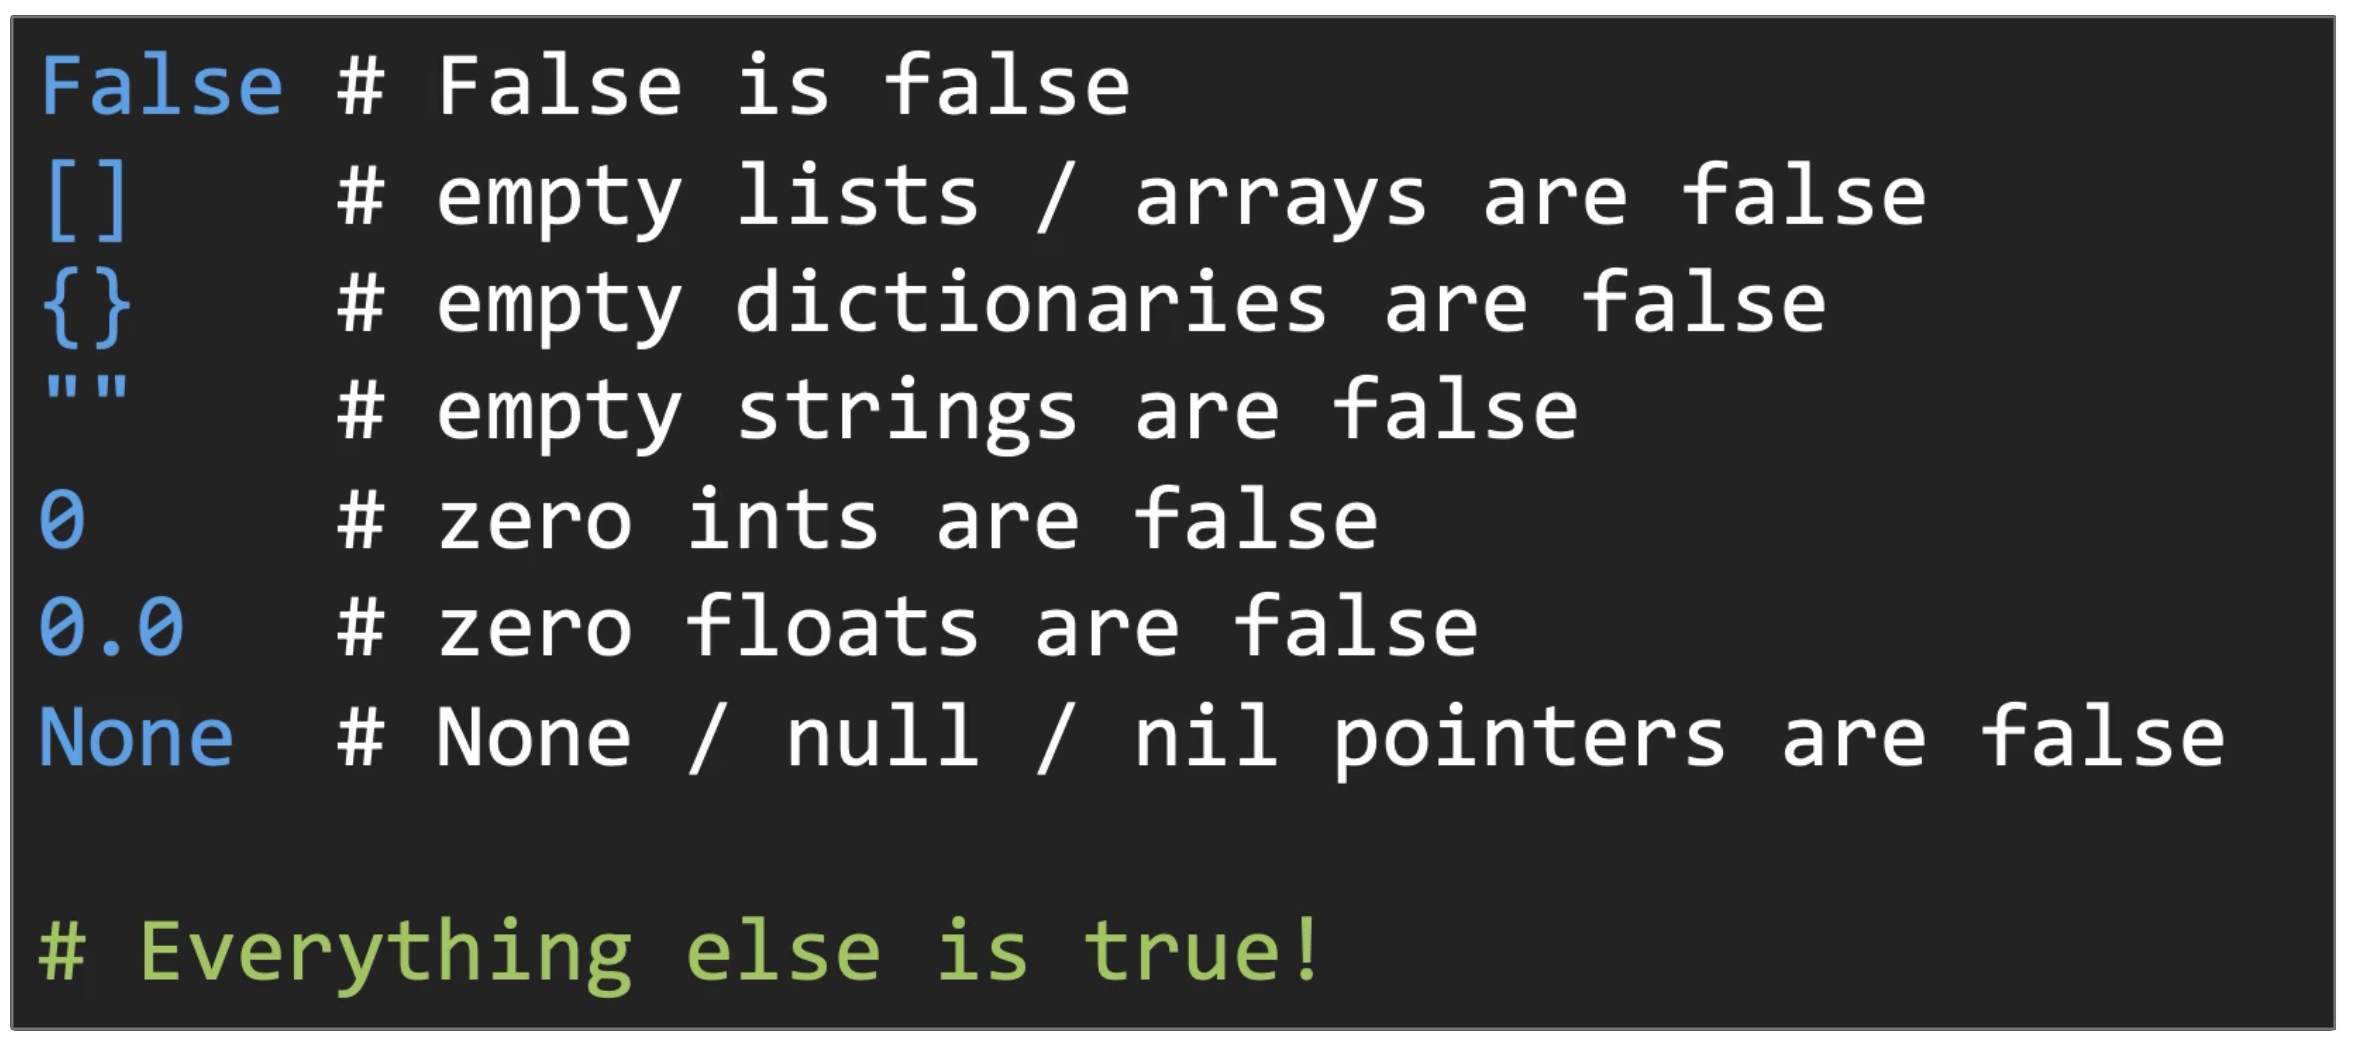 False # False is false
[]    # empty lists / arrays are false
{}    # empty dictionaries are false
""    # empty strings are false
0     # zero ints are false
0.0   # zero floats are false
None  # None / null / nil pointers are false
# Everything else is true!